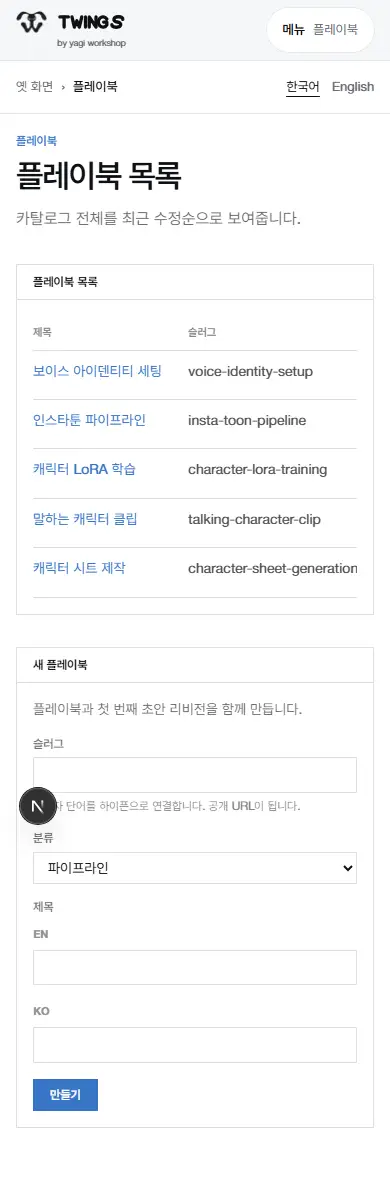 TWINGS
by yagi workshop
메뉴 플레이북
옛 화면 › 플레이북
한국어 English
플레이북
플레이북 목록
카탈로그 전체를 최근 수정순으로 보여줍니다.
플레이북 목록
제목 슬러그
보이스 아이덴티티 세팅 voice-identity-setup
인스타툰 파이프라인 insta-toon-pipeline
캐릭터 LoRA 학습 character-lora-training
말하는 캐릭터 클립 talking-character-clip
캐릭터 시트 제작 character-sheet-generation
새 플레이북
플레이북과 첫 번째 초안 리비전을 함께 만듭니다.
슬러그
N
단어를 하이픈으로 연결합니다. 공개 URL이 됩니다.
분류
파이프라인
제목
EN
KO
만들기